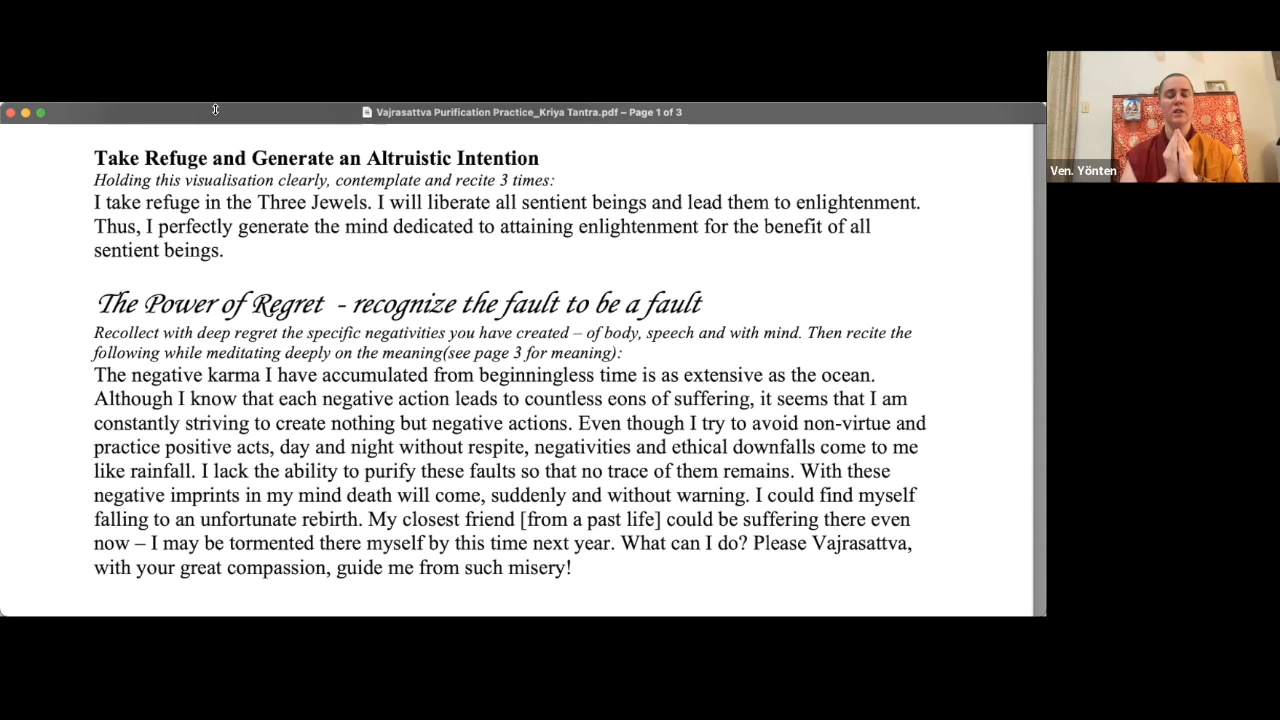 Vajrasattva Purification Practice_Kriya Tantra.pdf – Page 1 of 3
Take Refuge and Generate an Altruistic Intention
Holding this visualisation clearly, contemplate and recite 3 times:
I take refuge in the Three Jewels. I will liberate all sentient beings and lead them to enlightenment.
Thus, I perfectly generate the mind dedicated to attaining enlightenment for the benefit of all
sentient beings.
The Power of Regret - recognize the fault to be a fault
Recollect with deep regret the specific negativities you have created – of body, speech and with mind. Then recite the
following while meditating deeply on the meaning(see page 3 for meaning):
The negative karma I have accumulated from beginningless time is as extensive as the ocean.
Although I know that each negative action leads to countless eons of suffering, it seems that I am
constantly striving to create nothing but negative actions. Even though I try to avoid non-virtue and
practice positive acts, day and night without respite, negativities and ethical downfalls come to me
like rainfall. I lack the ability to purify these faults so that no trace of them remains. With these
negative imprints in my mind death will come, suddenly and without warning. I could find myself
falling to an unfortunate rebirth. My closest friend [from a past life] could be suffering there even
now – I may be tormented there myself by this time next year. What can I do? Please Vajrasattva,
with your great compassion, guide me from such misery!
Ven. Yönten